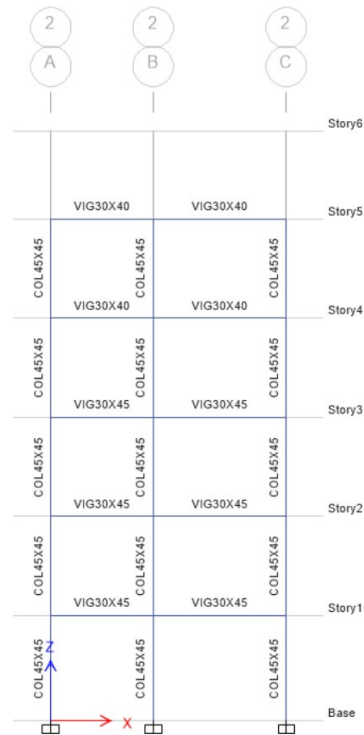 2 2 2
A B C
Story6
VIG30X40 VIG30X40 Story5
COL45X45 COL45X45 COL45X45
VIG30X40 VIG30X40 Story4
COL45X45 COL45X45 COL45X45
VIG30X45 VIG30X45 Story3
COL45X45 COL45X45 COL45X45
VIG30X45 VIG30X45 Story2
COL45X45 COL45X45 COL45X45
VIG30X45 VIG30X45 Story1
COL45X45 COL45X45 COL45X45
Z
Base
X